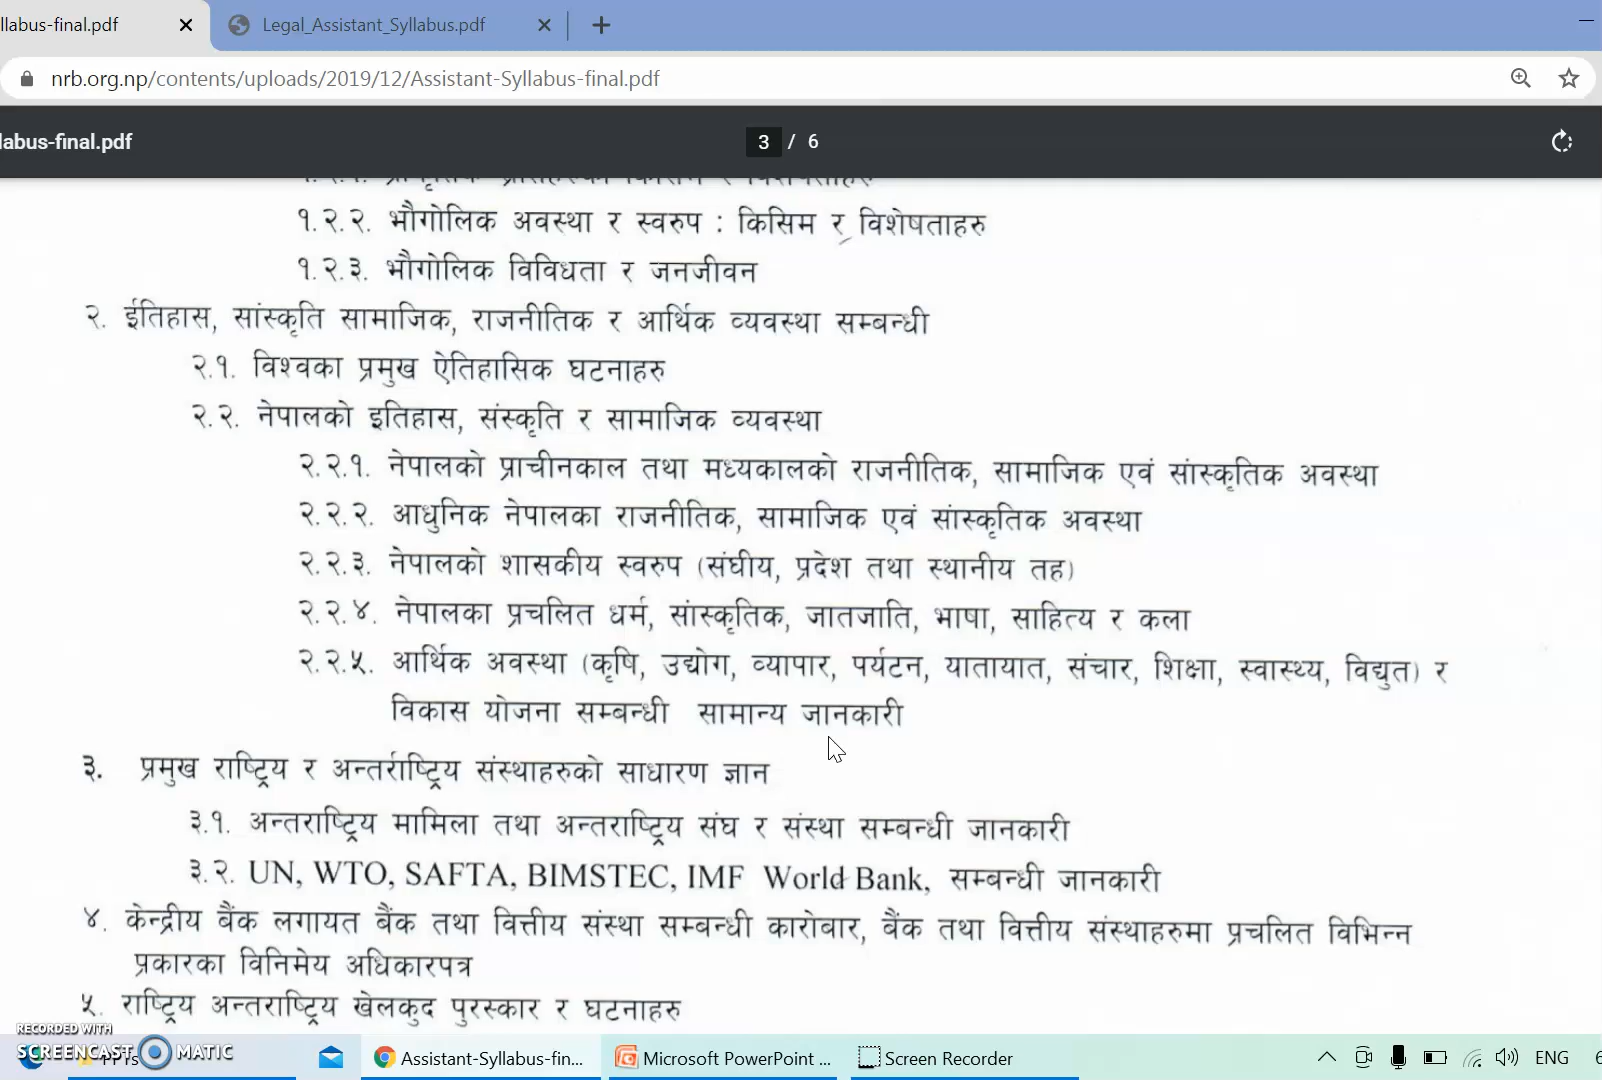 llabus-final.pdf
Legal_Assistant_Syllabus.pdf
nrb.org.np/contents/uploads/2019/12/Assistant-Syllabus-final.pdf
labus-final.pdf
3 / 6
१.२.२. भौगोलिक अवस्था र स्वरुप : किसिम र विशेषताहरु
१.२.३. भौगोलिक विविधता र जनजीवन
२. ईतिहास, सांस्कृति सामाजिक, राजनीतिक र आर्थिक व्यवस्था सम्बन्धी
२.१. विश्वका प्रमुख ऐतिहासिक घटनाहरु
२.२. नेपालको इतिहास, संस्कृति र सामाजिक व्यवस्था
२.२.१. नेपालको प्राचीनकाल तथा मध्यकालको राजनीतिक, सामाजिक एवं सांस्कृतिक अवस्था
२.२.२. आधुनिक नेपालका राजनीतिक, सामाजिक एवं सांस्कृतिक अवस्था
२.२.३. नेपालको शासकीय स्वरुप (संघीय, प्रदेश तथा स्थानीय तह)
२.२.४. नेपालका प्रचलित धर्म, सांस्कृतिक, जातजाति, भाषा, साहित्य र कला
२.२.५. आर्थिक अवस्था (कृषि, उद्योग, व्यापार, पर्यटन, यातायात, संचार, शिक्षा, स्वास्थ्य, विद्युत) र
विकास योजना सम्बन्धी सामान्य जानकारी
३. प्रमुख राष्ट्रिय र अन्तर्राष्ट्रिय संस्थाहरुको साधारण ज्ञान
३.१. अन्तराष्ट्रिय मामिला तथा अन्तराष्ट्रिय संघ र संस्था सम्बन्धी जानकारी
३.२. UN, WTO, SAFTA, BIMSTEC, IMF World Bank, सम्बन्धी जानकारी
४. केन्द्रीय बैंक लगायत बैंक तथा वित्तीय संस्था सम्बन्धी कारोबार, बैंक तथा वित्तीय संस्थाहरुमा प्रचलित विभिन्न
प्रकारका विनिमेय अधिकारपत्र
५. राष्ट्रिय अन्तराष्ट्रिय खेलकुद पुरस्कार र घटनाहरु
RECORDED WITH
SCREENCAST MATIC
Assistant-Syllabus-fin...
Microsoft PowerPoint ...
Screen Recorder
ENG